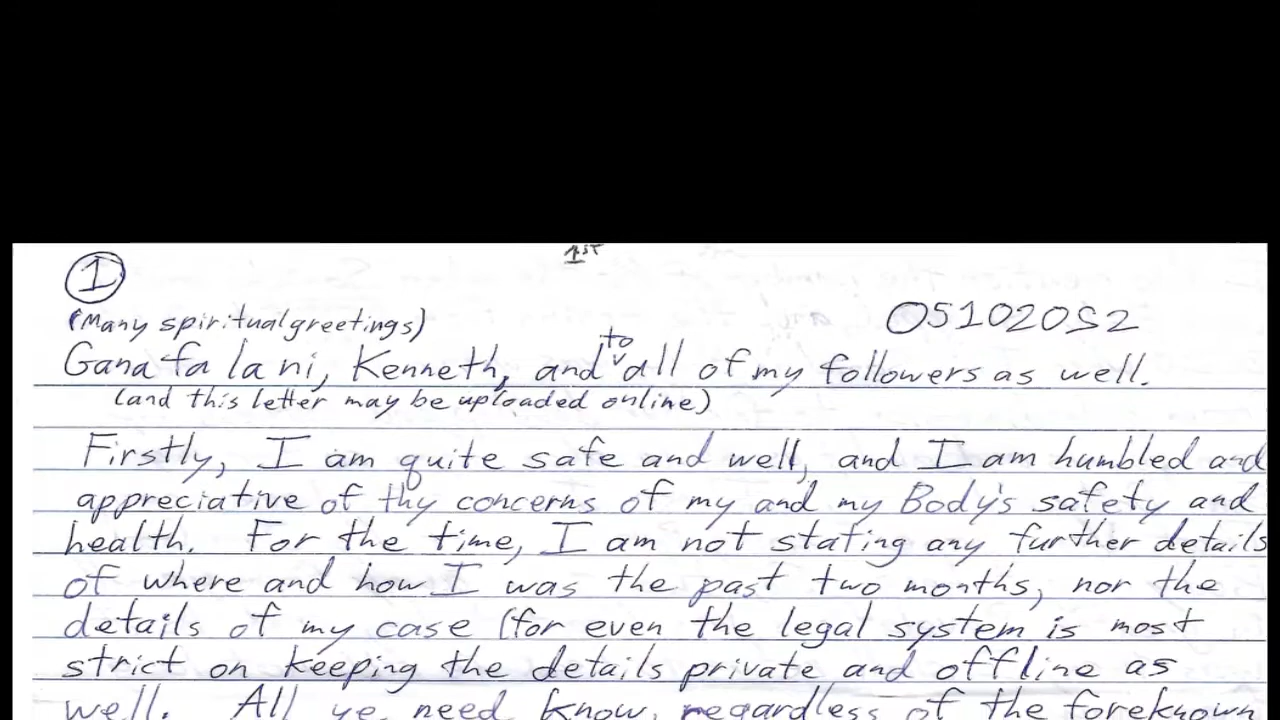 1
1ST
(Many spiritual greetings)
05102052
to
Gana fa la ni, Kenneth, and all of my followers as well.
(and this letter may be uploaded online)
Firstly, I am quite safe and well, and I am humbled and
appreciative of thy concerns of my and my Body's safety and
health. For the time, I am not stating any further details
of where and how I was the past two months, nor the
details of my case (for even the legal system is most
strict on keeping the details private and offline as
well. All ye need know, regardless of the foreknown